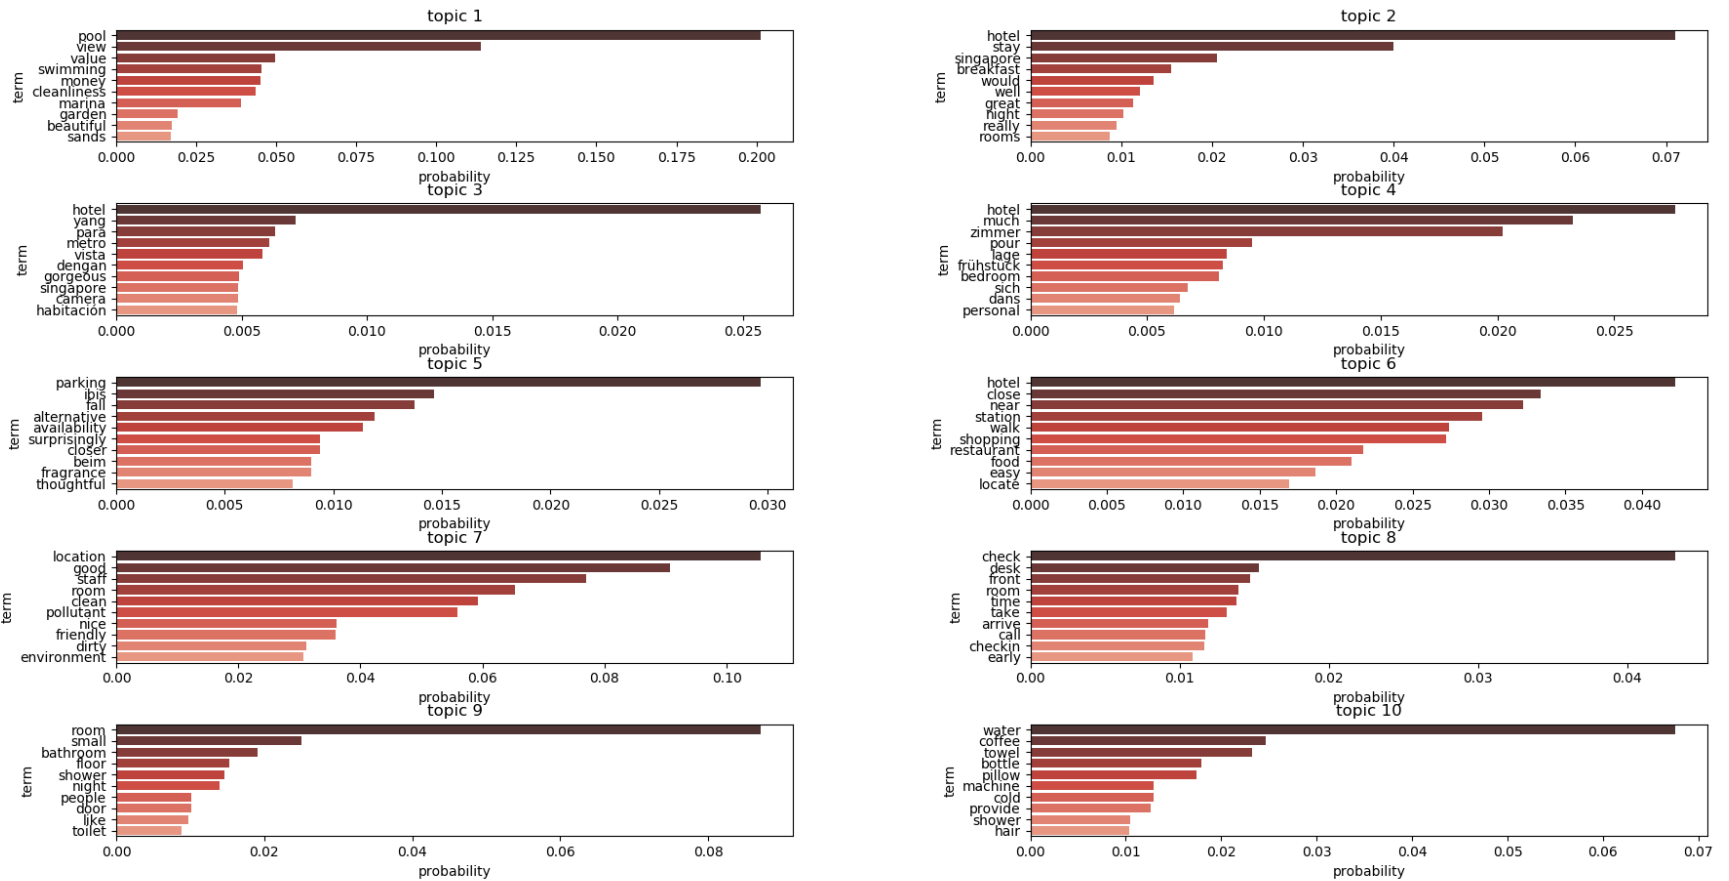 topic 1
term
pool
view
value
swimming
money
cleanliness
marina
garden
beautiful
sands
0.000 0.025 0.050 0.075 0.100 0.125 0.150 0.175 0.200
probability
topic 2
term
hotel
stay
singapore
breakfast
would
well
great
night
really
rooms
0.00 0.01 0.02 0.03 0.04 0.05 0.06 0.07
probability
topic 3
term
hotel
yang
para
metro
vista
dengan
gorgeous
singapore
camera
habitación
0.000 0.005 0.010 0.015 0.020 0.025
probability
topic 4
term
hotel
much
zimmer
pour
lage
frühstück
bedroom
sich
dans
personal
0.000 0.005 0.010 0.015 0.020 0.025
probability
topic 5
term
parking
ibis
fall
alternative
availability
surprisingly
closer
beim
fragrance
thoughtful
0.000 0.005 0.010 0.015 0.020 0.025 0.030
probability
topic 6
term
hotel
close
near
station
walk
shopping
restaurant
food
easy
locate
0.000 0.005 0.010 0.015 0.020 0.025 0.030 0.035 0.040
probability
topic 7
term
location
good
staff
room
clean
pollutant
nice
friendly
dirty
environment
0.00 0.02 0.04 0.06 0.08 0.10
probability
topic 8
term
check
desk
front
room
time
take
arrive
call
checkin
early
0.00 0.01 0.02 0.03 0.04
probability
topic 9
term
room
small
bathroom
floor
shower
night
people
door
like
toilet
0.00 0.02 0.04 0.06 0.08
probability
topic 10
term
water
coffee
towel
bottle
pillow
machine
cold
provide
shower
hair
0.00 0.01 0.02 0.03 0.04 0.05 0.06 0.07
probability